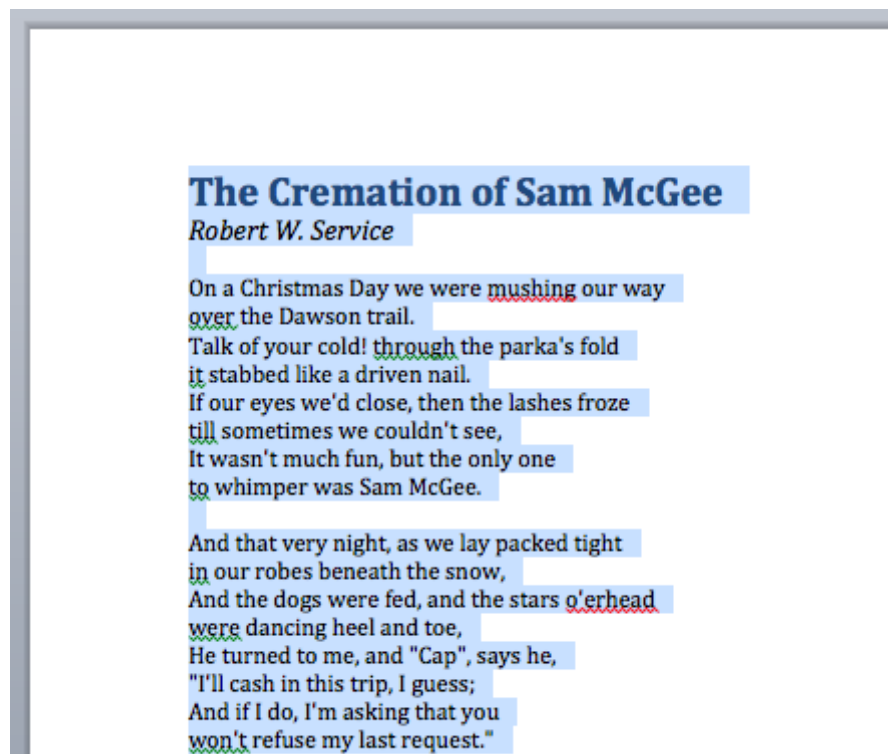 The Cremation of Sam McGee
Robert W. Service
On a Christmas Day we were mushing our way
over the Dawson trail.
Talk of your cold! through the parka's fold
it stabbed like a driven nail.
If our eyes we'd close, then the lashes froze
till sometimes we couldn't see,
It wasn't much fun, but the only one
to whimper was Sam McGee.
And that very night, as we lay packed tight
in our robes beneath the snow,
And the dogs were fed, and the stars o'erhead
were dancing heel and toe,
He turned to me, and "Cap", says he,
"I'll cash in this trip, I guess;
And if I do, I'm asking that you
won't refuse my last request."